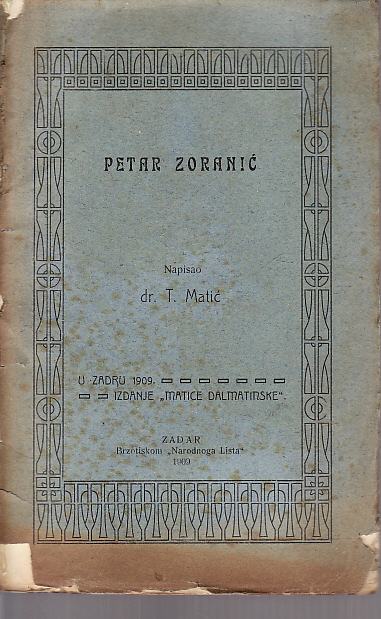 PETAR ZORANIĆ
Napisao
dr. T. Matić
U ZADRU 1909.
IZDANJE „MATICE DALMATINSKE“.
ZADAR
Brzotiskom „Narodnoga Lista“
1909